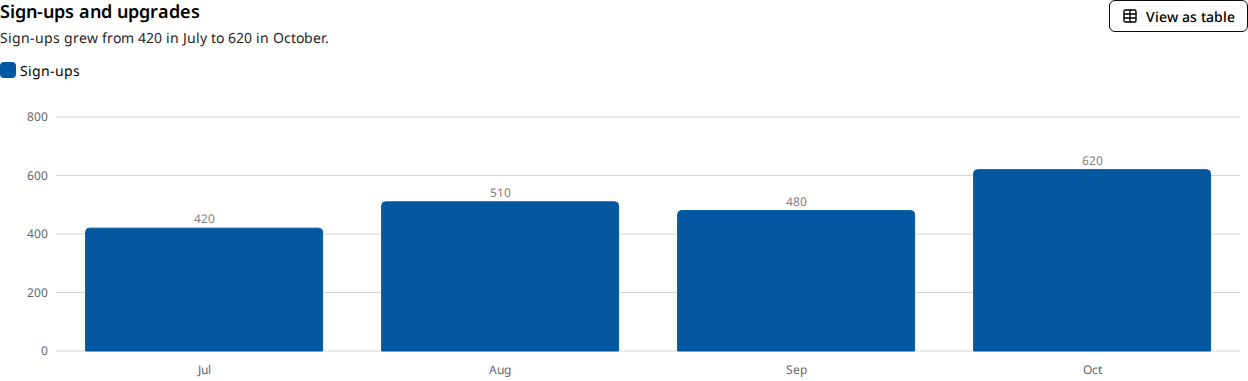 Sign-ups and upgrades
View as table
Sign-ups grew from 420 in July to 620 in October.
Sign-ups
800
600
400
200
0
420
510
480
620
Jul
Aug
Sep
Oct